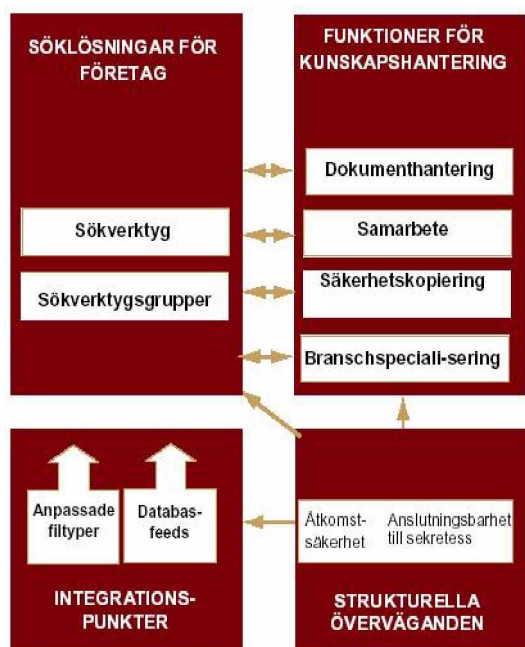 SÖKLÖSNINGAR FÖR
FÖRETAG
Sökverktyg
Sökverktygsgrupper
FUNKTIONER FÖR
KUNSKAPSHANTERING
Dokumenthantering
Samarbete
Säkerhetskopiering
Branschspeciali-sering
Anpassade
filtyper
Databas-
feeds
INTEGRATIONS-
PUNKTER
Åtkomst-
säkerhet
Anslutningsbarhet
till sekretess
STRUKTURELLA
ÖVERVÄGANDEN